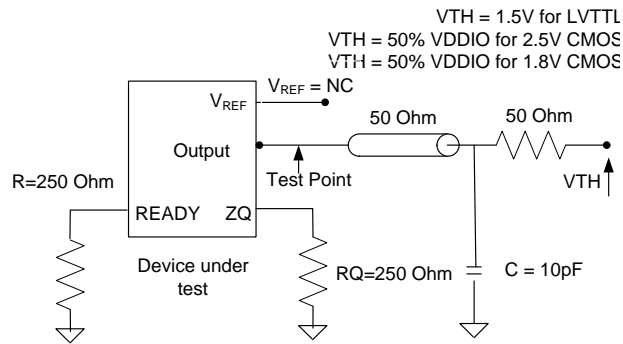 VTH = 1.5V for LVTTL
VTH = 50% VDDIO for 2.5V CMOS
VTH = 50% VDDIO for 1.8V CMOS
VREF = NC
VREF
50 Ohm
50 Ohm
Output
Test Point
VTH
R=250 Ohm
READY
ZQ
Device under
test
RQ=250 Ohm
C = 10pF